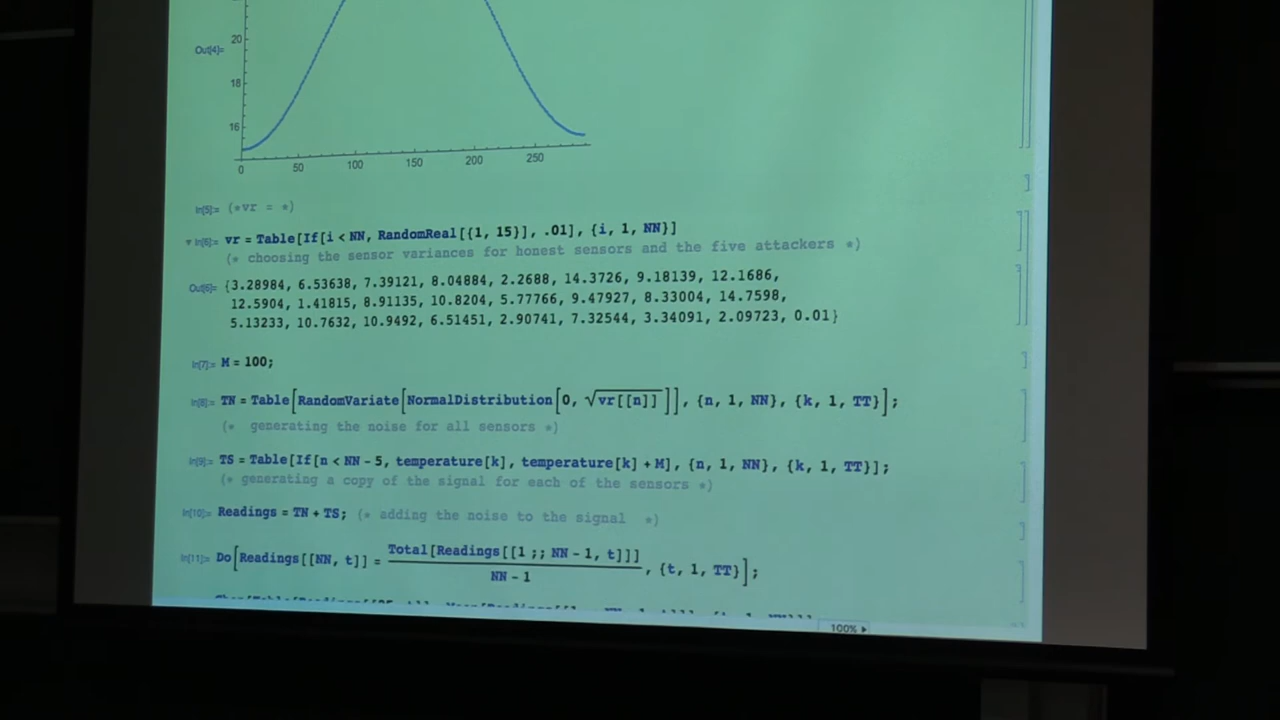 20
Out[4]=
18
16
0 50 100 150 200 250
In[5]:= (*vr = *)
In[6]:= vr = Table[If[i < NN, RandomReal[{1, 15}], .01], {i, 1, NN}]
(* choosing the sensor variances for honest sensors and the five attackers *)
Out[6]= {3.28984, 6.53638, 7.39121, 8.04884, 2.2688, 14.3726, 9.18139, 12.1686,
12.5904, 1.41815, 8.91135, 10.8204, 5.77766, 9.47927, 8.33004, 14.7598,
5.13233, 10.7632, 10.9492, 6.51451, 2.90741, 7.32544, 3.34091, 2.09723, 0.01}
In[7]:= M = 100;
In[8]:= TN = Table[RandomVariate[NormalDistribution[0, √vr[[n]]]], {n, 1, NN}, {k, 1, TT}];
(* generating the noise for all sensors *)
In[9]:= TS = Table[If[n < NN - 5, temperature[k], temperature[k] + M], {n, 1, NN}, {k, 1, TT}];
(* generating a copy of the signal for each of the sensors *)
In[10]:= Readings = TN + TS; (* adding the noise to the signal *)
In[11]:= Do[Readings[[NN, t]] = Total[Readings[[1 ;; NN - 1, t]]] / NN - 1, {t, 1, TT}];
100%